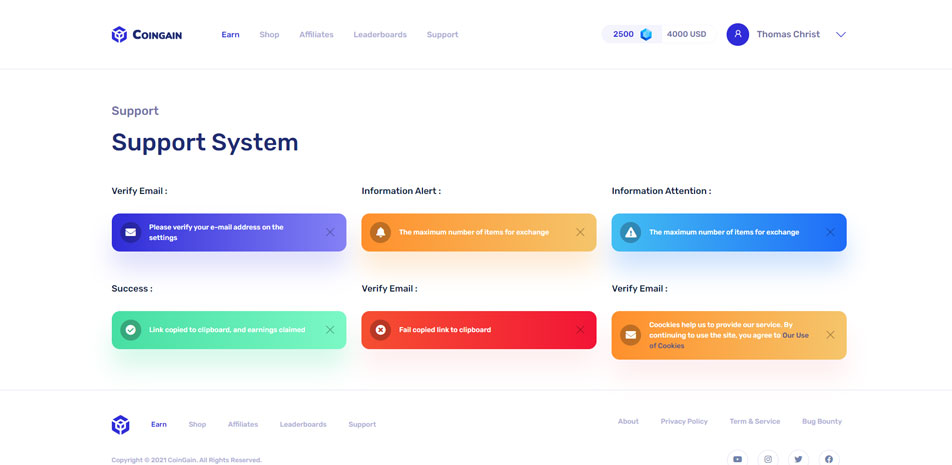 COINGAIN
Earn Shop Affiliates Leaderboards Support
2500 4000 USD
Thomas Christ
Support
Support System
Verify Email :
Please verify your e-mail address on the
settings
Information Alert :
The maximum number of items for exchange
Information Attention :
The maximum number of items for exchange
Success :
Link copied to clipboard, and earnings claimed
Verify Email :
Fail copied link to clipboard
Verify Email :
Coockies help us to provide our service. By
continuing to use the site, you agree to Our Use
of Cookies
Earn Shop Affiliates Leaderboards Support
About Privacy Policy Term & Service Bug Bounty
Copyright © 2021 CoinGain. All Rights Reserved.